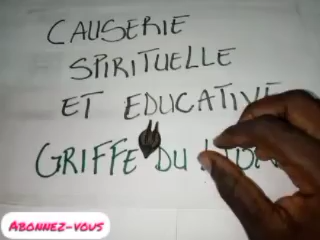 CAUSERIE
SPIRITUELLE
ET EDUCATIVE
GRIFFE DU
ABONNEZ-VOUS